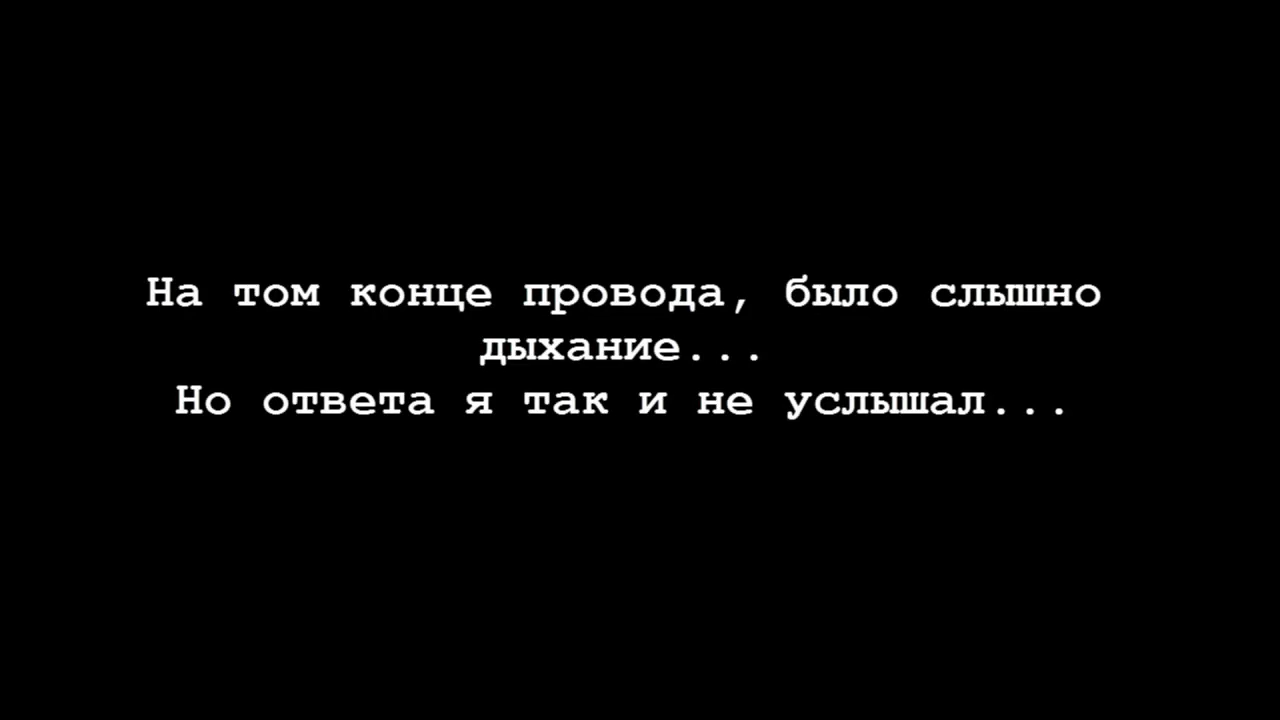 На том конце провода, было слышно
дыхание...
Но ответа я так и не услышал...